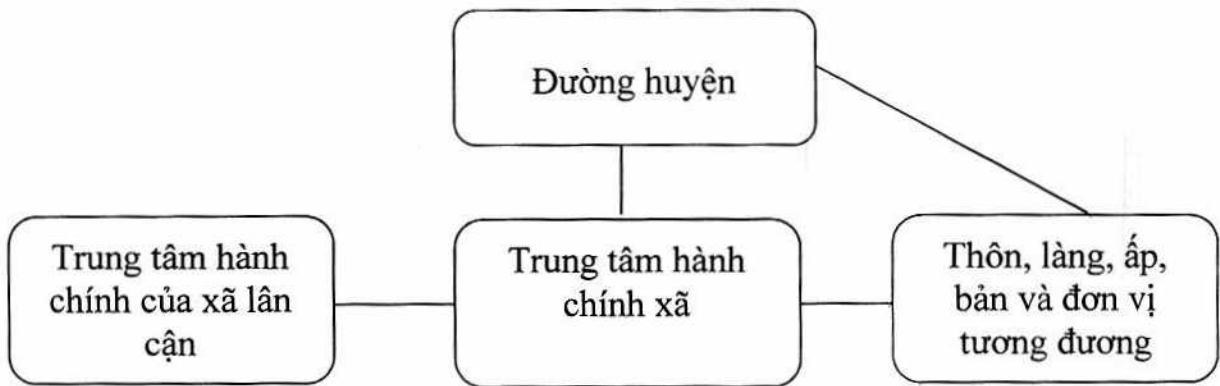 Đường huyện
Trung tâm hành
chính của xã lân
cận
Trung tâm hành
chính xã
Thôn, làng, ấp,
bản và đơn vị
tương đương